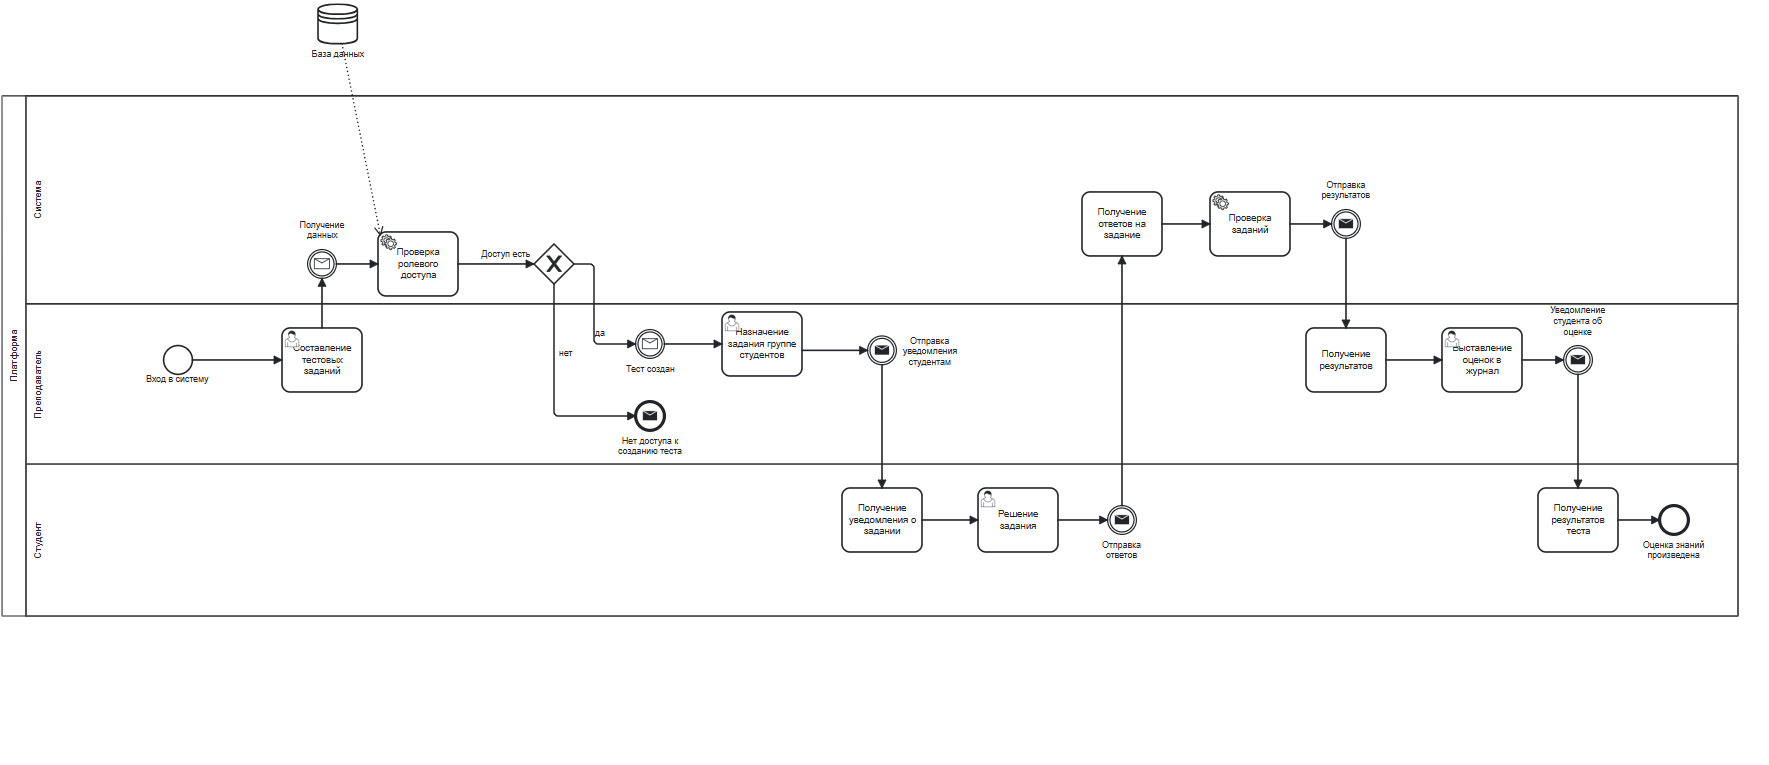 База данных
Платформа
Система
Преподаватель
Студент
Получение
данных
Проверка
ролевого
доступа
Доступ есть
да
нет
Вход в систему
Составление
тестовых
заданий
Тест создан
Нет доступа к
созданию теста
Назначение
задания группе
студентов
Отправка
уведомления
студентам
Получение
уведомления о
задании
Решение
задания
Отправка
ответов
Получение
ответов на
задание
Проверка
заданий
Отправка
результатов
Получение
результатов
Выставление
оценок в
журнал
Уведомление
студента об
оценке
Получение
результатов
теста
Оценка знаний
произведена